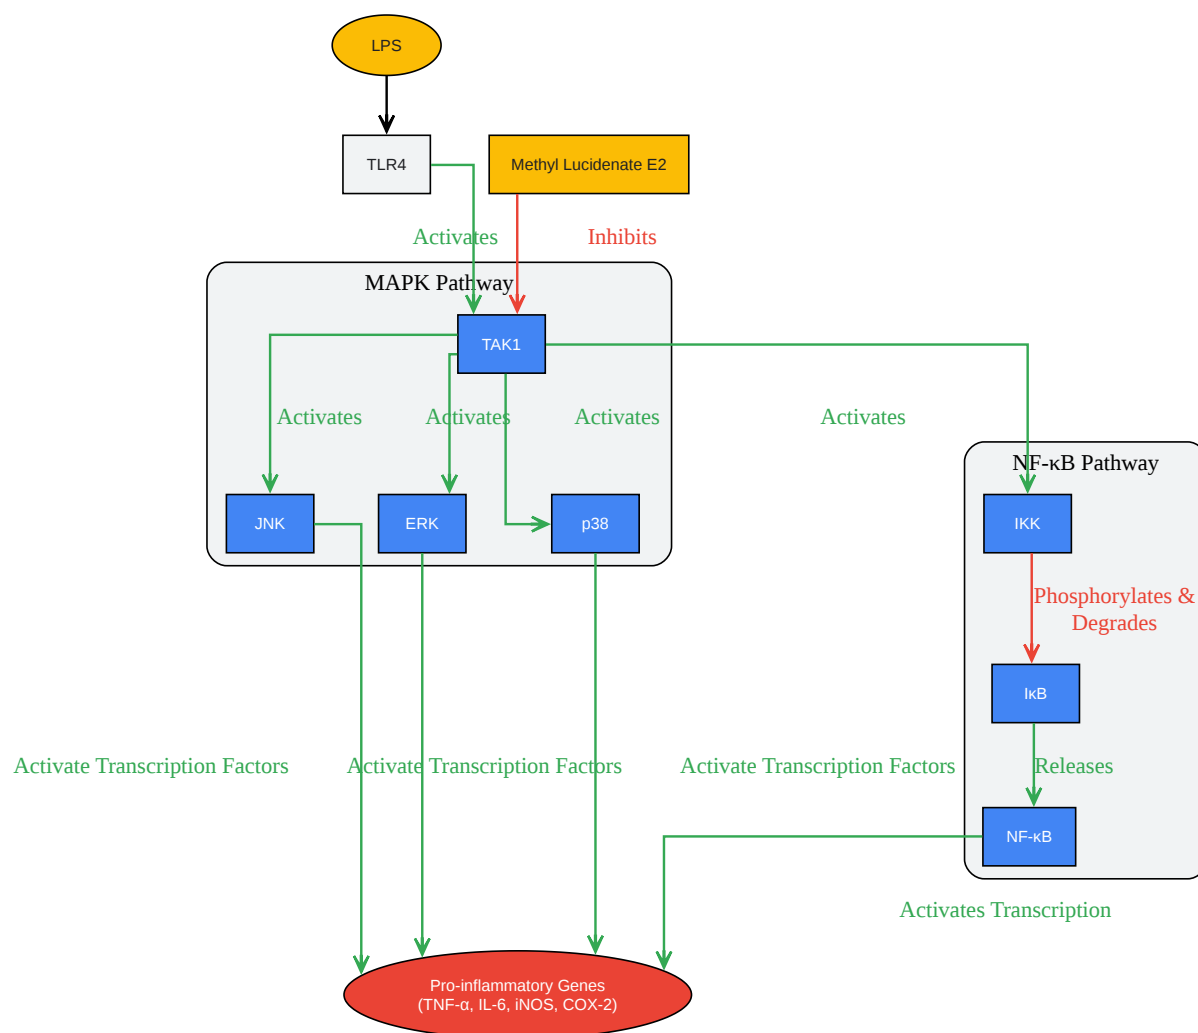 LPS
TLR4
Methyl Lucidenate E2
Activates
Inhibits
MAPK Pathway
TAK1
Activates
Activates
Activates
Activates
NF-κB Pathway
JNK
ERK
p38
IKK
Phosphorylates &
Degrades
IκB
Activate Transcription Factors
Activate Transcription Factors
Activate Transcription Factors
Releases
NF-κB
Activates Transcription
Pro-inflammatory Genes
(TNF-α, IL-6, iNOS, COX-2)